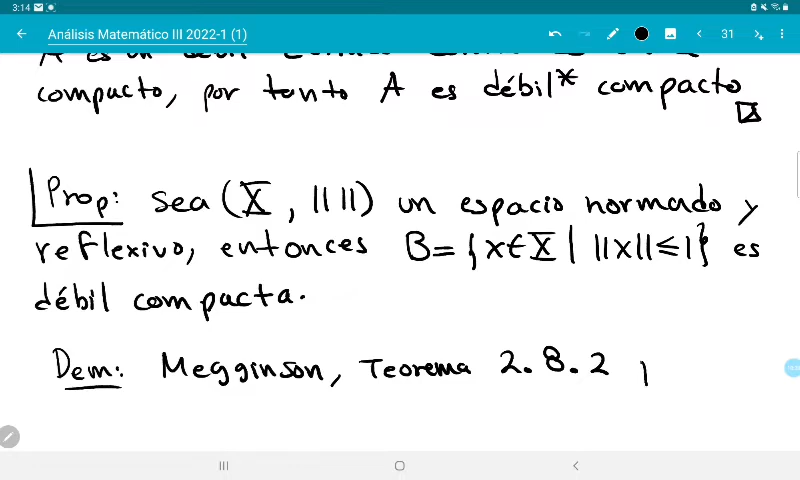 3:14
Análisis Matemático III 2022-1 (1)
31
compacto, por tanto A es débil* compacto
Prop: sea (X, || ||) un espacio normado y
reflexivo, entonces B={x∈X | ||x||≤1} es
débil compacta.
Dem: Megginson, Teorema 2.8.2